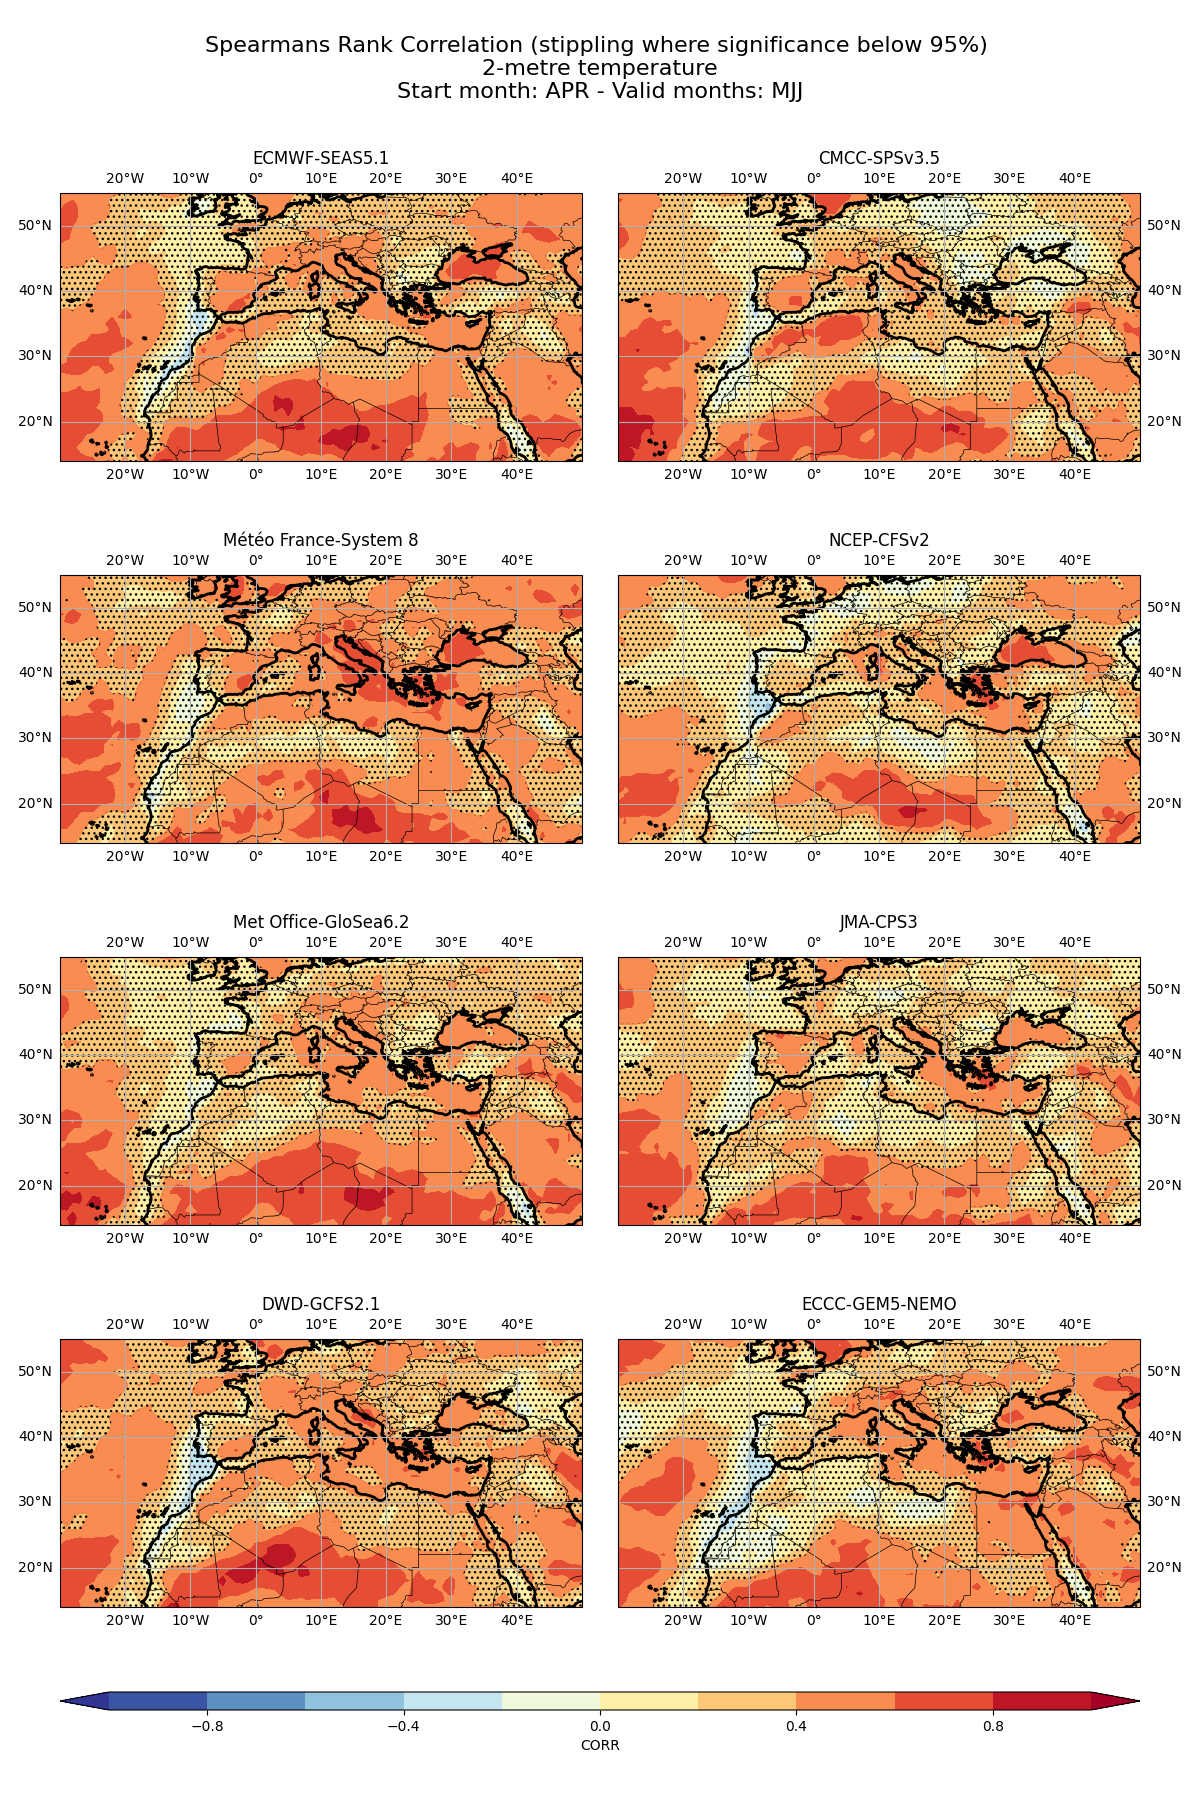 Spearmans Rank Correlation (stippling where significance below 95%)
2-metre temperature
Start month: APR - Valid months: MJJ
ECMWF-SEAS5.1
20°W 10°W 0° 10°E 20°E 30°E 40°E
50°N
40°N
30°N
20°N
20°W 10°W 0° 10°E 20°E 30°E 40°E
CMCC-SPSv3.5
20°W 10°W 0° 10°E 20°E 30°E 40°E
50°N
40°N
30°N
20°N
20°W 10°W 0° 10°E 20°E 30°E 40°E
Météo France-System 8
20°W 10°W 0° 10°E 20°E 30°E 40°E
50°N
40°N
30°N
20°N
20°W 10°W 0° 10°E 20°E 30°E 40°E
NCEP-CFSv2
20°W 10°W 0° 10°E 20°E 30°E 40°E
50°N
40°N
30°N
20°N
20°W 10°W 0° 10°E 20°E 30°E 40°E
Met Office-GloSea6.2
20°W 10°W 0° 10°E 20°E 30°E 40°E
50°N
40°N
30°N
20°N
20°W 10°W 0° 10°E 20°E 30°E 40°E
JMA-CPS3
20°W 10°W 0° 10°E 20°E 30°E 40°E
50°N
40°N
30°N
20°N
20°W 10°W 0° 10°E 20°E 30°E 40°E
DWD-GCFS2.1
20°W 10°W 0° 10°E 20°E 30°E 40°E
50°N
40°N
30°N
20°N
20°W 10°W 0° 10°E 20°E 30°E 40°E
ECCC-GEM5-NEMO
20°W 10°W 0° 10°E 20°E 30°E 40°E
50°N
40°N
30°N
20°N
20°W 10°W 0° 10°E 20°E 30°E 40°E
−0.8 −0.4 0.0 0.4 0.8
CORR